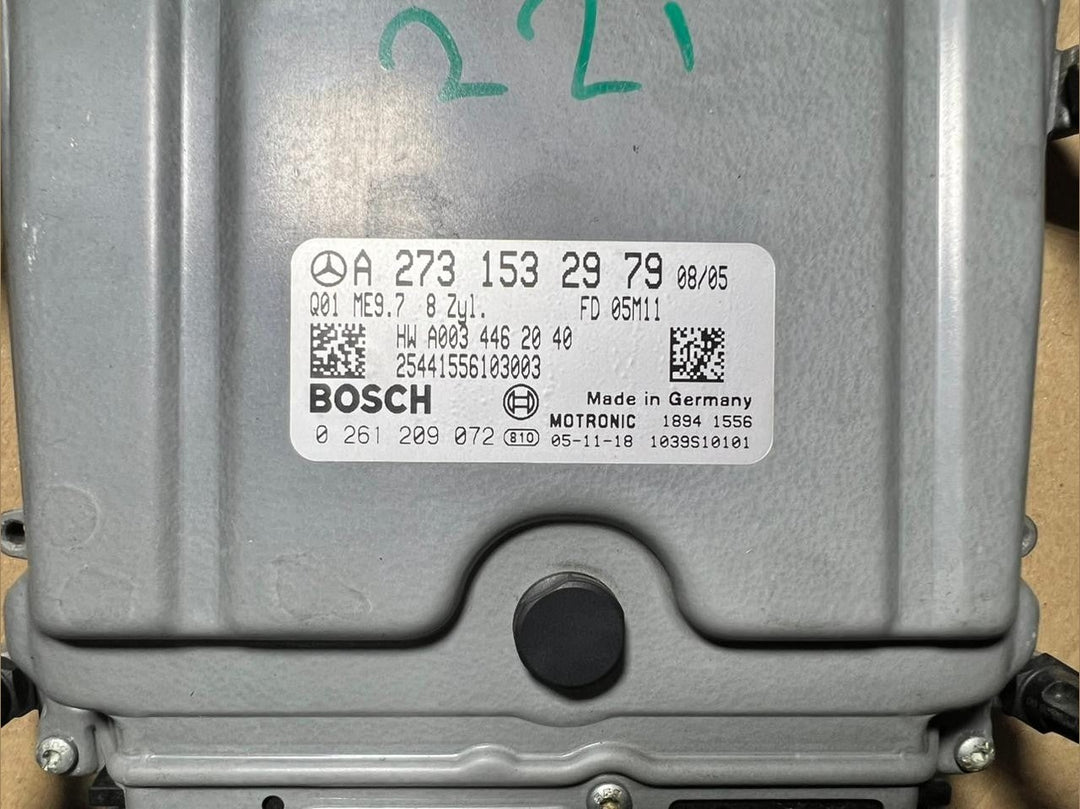 221
A 273 153 29 79 08/05
Q01 ME9.7 8 Zyl. FD 05M11
HW A003 446 20 40
25441556103003
BOSCH Made in Germany
MOTRONIC 1894 1556
0 261 209 072 810 05-11-18 1039S10101